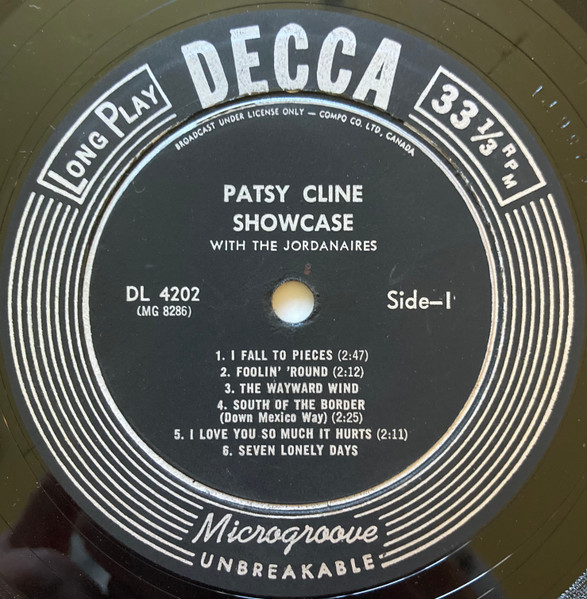 DECCA
LONG PLAY
33 1/3 RPM
BROADCAST UNDER LICENSE ONLY — COMPO CO. LTD., CANADA
PATSY CLINE
SHOWCASE
WITH THE JORDANAIRES
DL 4202
(MG 8286)
Side—I
1. I FALL TO PIECES (2:47)
2. FOOLIN' 'ROUND (2:12)
3. THE WAYWARD WIND
4. SOUTH OF THE BORDER
(Down Mexico Way) (2:25)
5. I LOVE YOU SO MUCH IT HURTS (2:11)
6. SEVEN LONELY DAYS
Microgroove
UNBREAKABLE